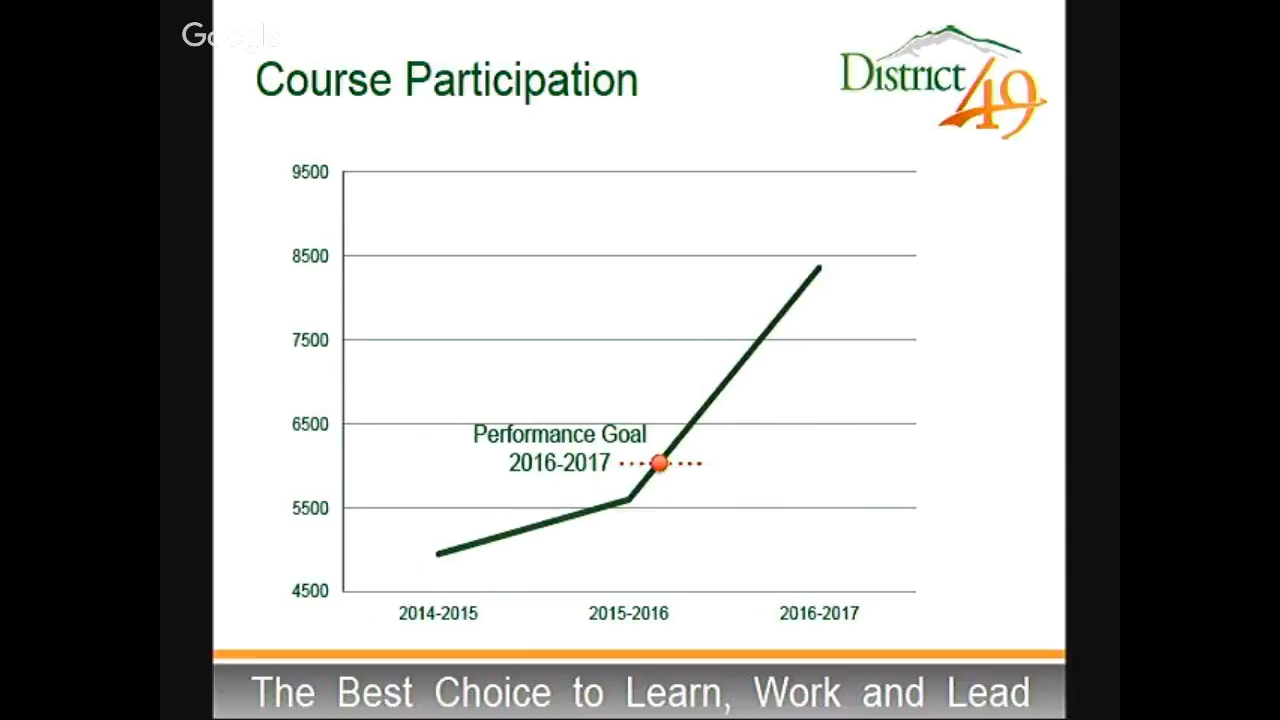 Google
Course Participation
District
49
9500
8500
7500
6500
5500
4500
Performance Goal
2016-2017
2014-2015
2015-2016
2016-2017
The Best Choice to Learn, Work and Lead